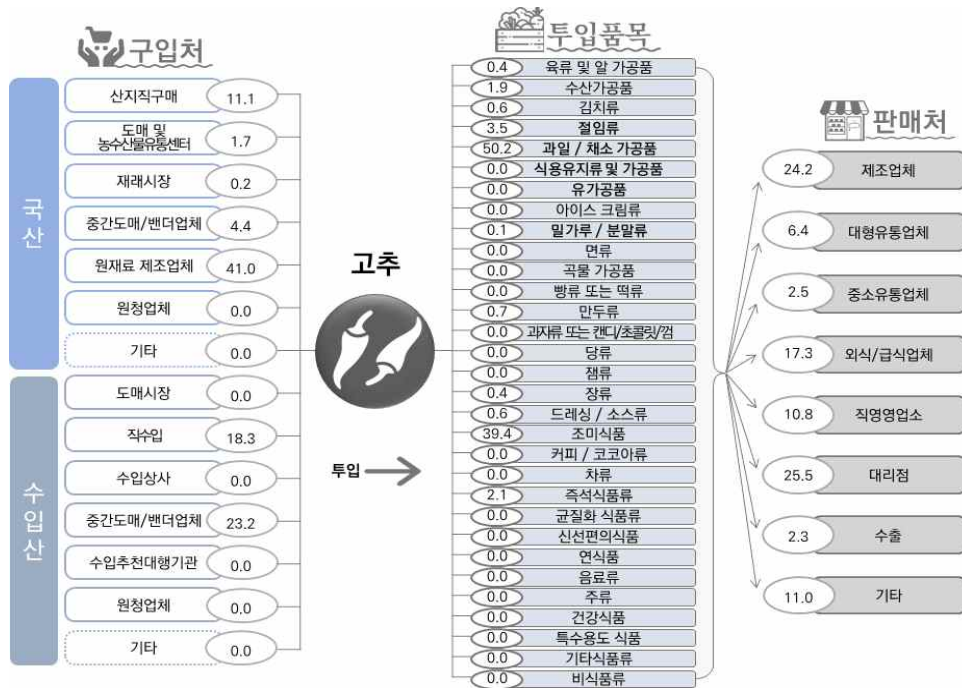 구입처
국산
산지직구매 11.1
도매 및
농수산물유통센터 1.7
재래시장 0.2
중간도매/밴더업체 4.4
원재료 제조업체 41.0
원청업체 0.0
기타 0.0
수입산
도매시장 0.0
직수입 18.3
수입상사 0.0
중간도매/밴더업체 23.2
수입추천대행기관 0.0
원청업체 0.0
기타 0.0
고추
투입
투입품목
0.4 육류 및 알 가공품
1.9 수산가공품
0.6 김치류
3.5 절임류
50.2 과일 / 채소 가공품
0.0 식용유지류 및 가공품
0.0 유가공품
0.0 아이스 크림류
0.1 밀가루 / 분말류
0.0 면류
0.0 곡물 가공품
0.0 빵류 또는 떡류
0.7 만두류
0.0 과자류 또는 캔디/초콜릿/껌
0.0 당류
0.0 잼류
0.4 장류
0.6 드레싱 / 소스류
39.4 조미식품
0.0 커피 / 코코아류
0.0 차류
2.1 즉석식품류
0.0 균질화 식품류
0.0 신선편의식품
0.0 연식품
0.0 음료류
0.0 주류
0.0 건강식품
0.0 특수용도 식품
0.0 기타식품류
0.0 비식품류
판매처
24.2 제조업체
6.4 대형유통업체
2.5 중소유통업체
17.3 외식/급식업체
10.8 직영영업소
25.5 대리점
2.3 수출
11.0 기타